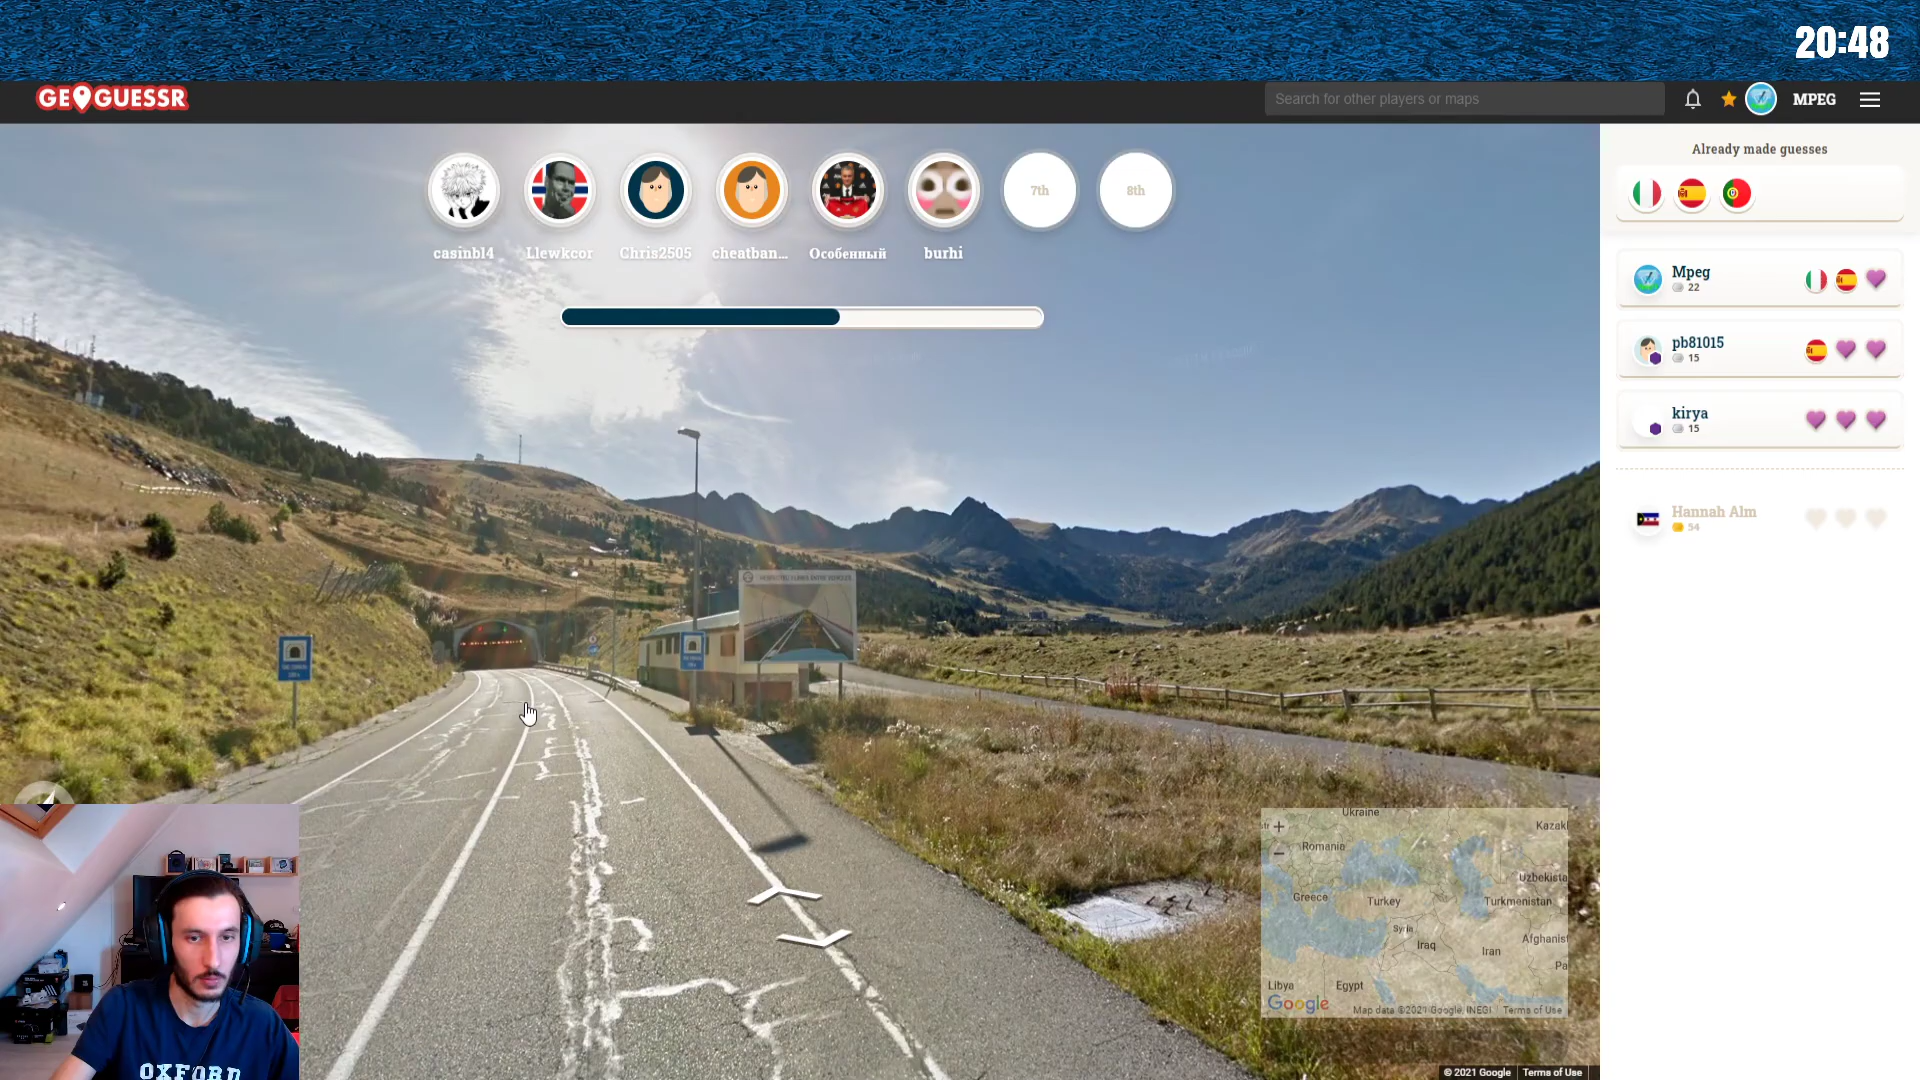 20:48
GEOGUESSR
Search for other players or maps
MPEG
Already made guesses
7th
8th
casinbl4
Llewkcor
Chris2505
cheatban...
Особенный
burhi
Mpeg
22
pb81015
15
kirya
15
Hannah Alm
54
Ukraine
Kazak
Romania
Uzbekista
Greece
Turkey
Turkmenistan
Syria
Iraq
Iran
Afghanist
Pa
Libya
Egypt
Google
Map data ©2021 Google, INEGI
Terms of Use
OXFORD
© 2021 Google
Terms of Use